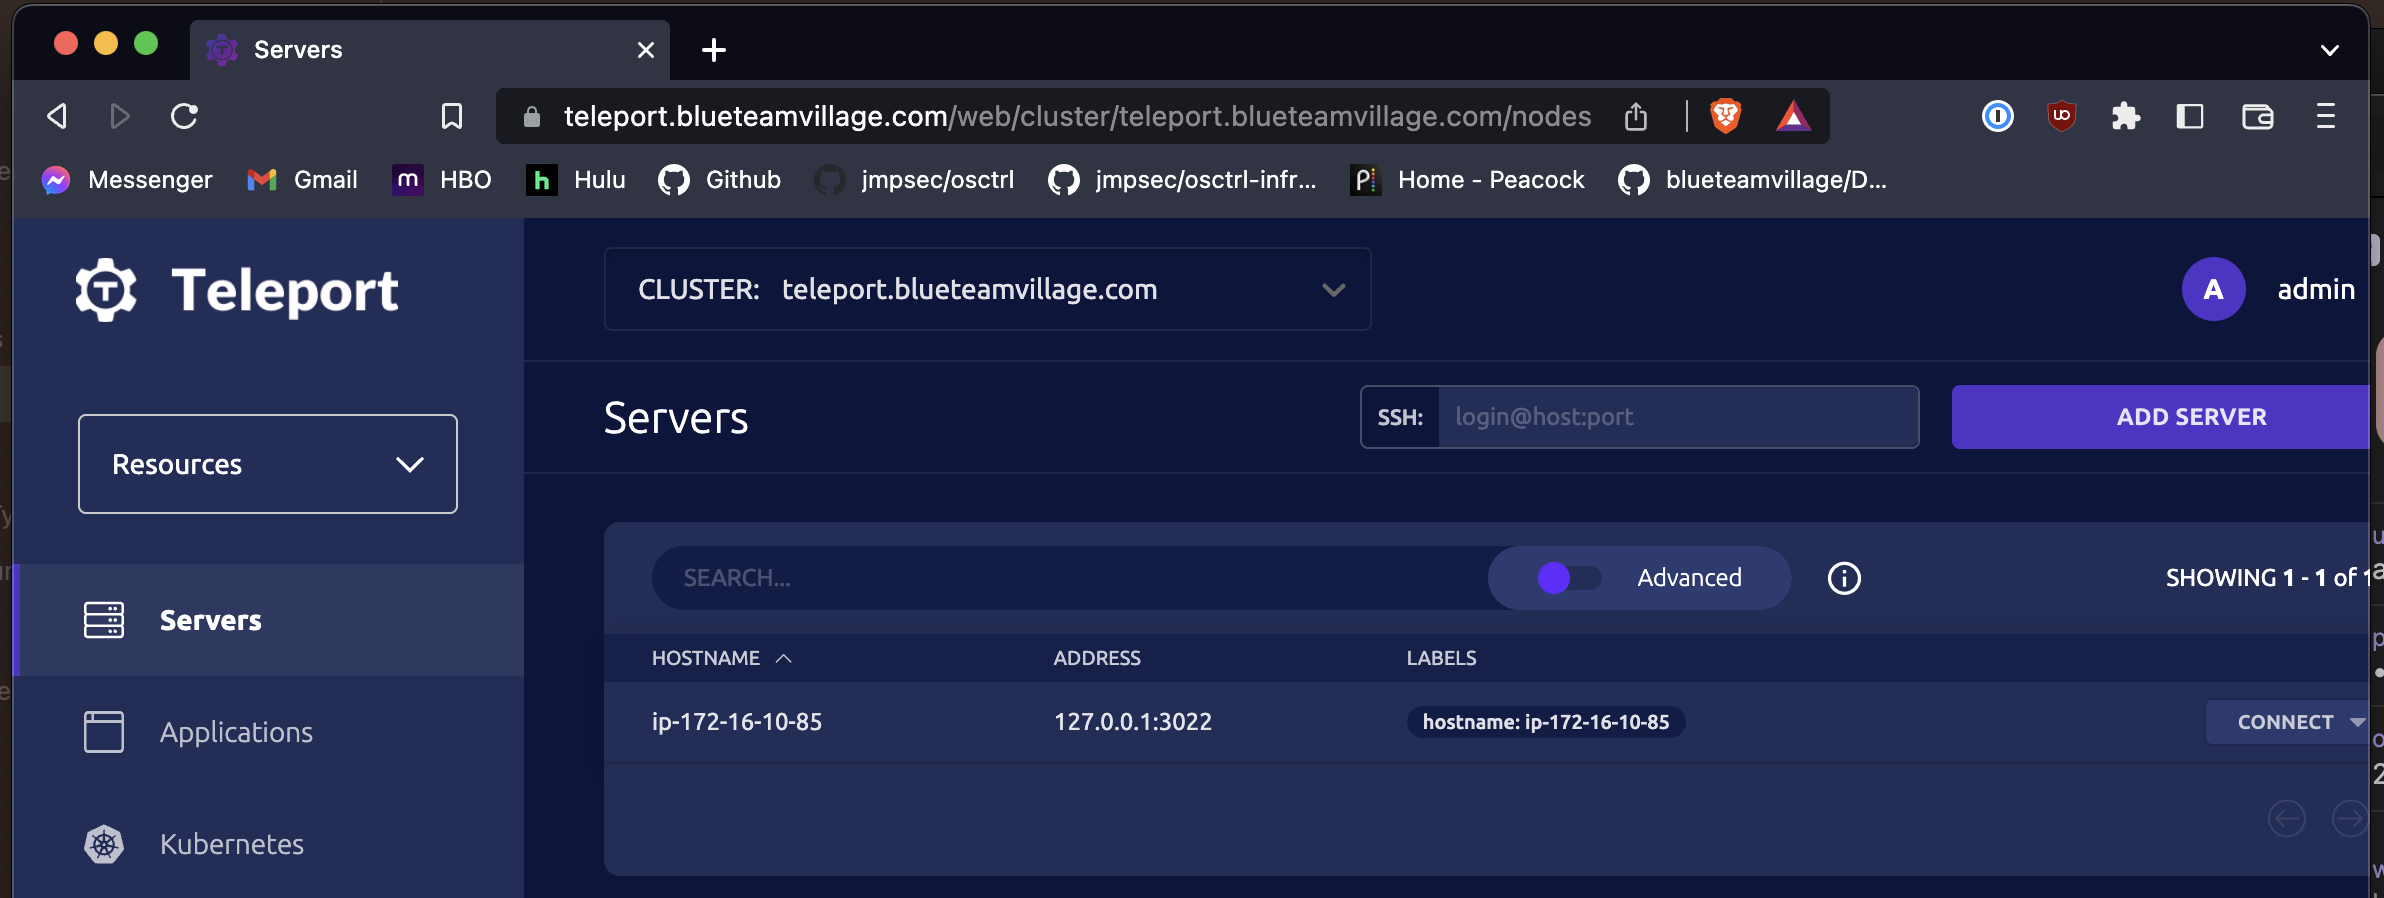 Servers
teleport.blueteamvillage.com/web/cluster/teleport.blueteamvillage.com/nodes
Messenger Gmail HBO Hulu Github jmpsec/osctrl jmpsec/osctrl-infr... Home - Peacock blueteamvillage/D...
Teleport
CLUSTER: teleport.blueteamvillage.com
A admin
Resources
Servers
SSH: login@host:port
ADD SERVER
SEARCH...
Advanced
SHOWING 1 - 1 of 1
Servers
Applications
Kubernetes
HOSTNAME ADDRESS LABELS
ip-172-16-10-85 127.0.0.1:3022 hostname: ip-172-16-10-85 CONNECT